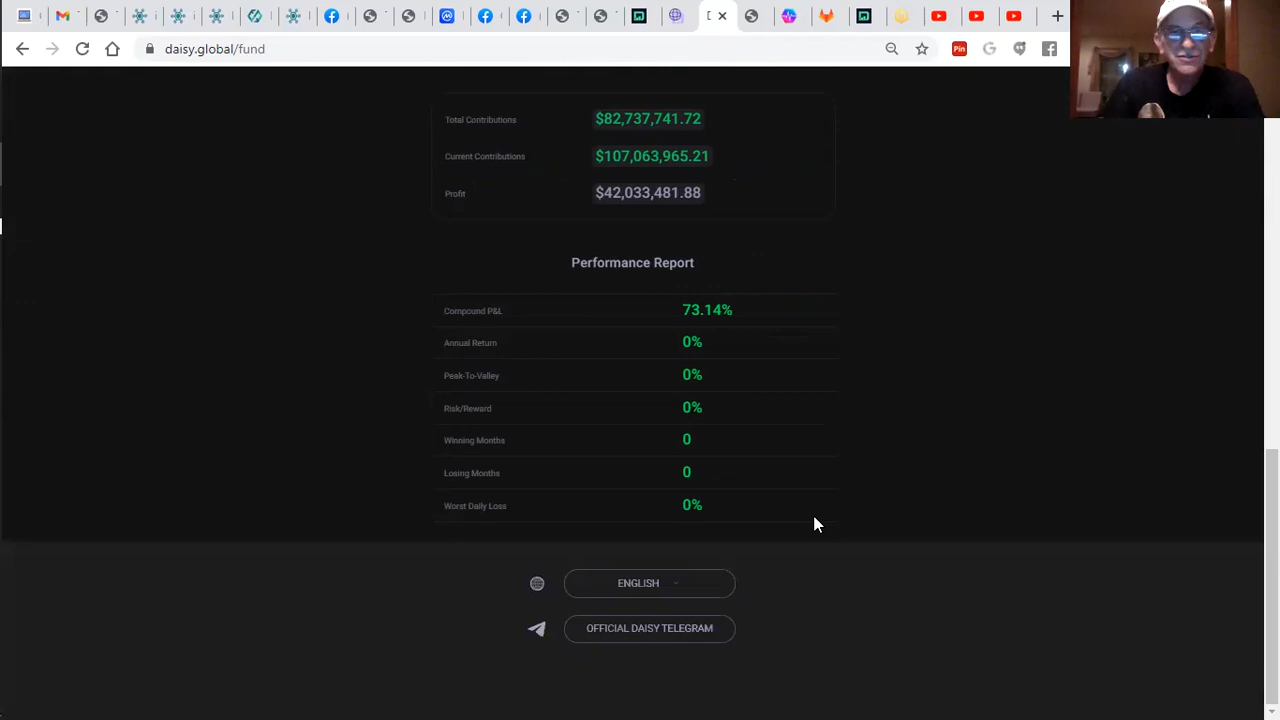 daisy.global/fund
Pin
Total Contributions $82,737,741.72
Current Contributions $107,063,965.21
Profit $42,033,481.88
Performance Report
Compound P&L 73.14%
Annual Return 0%
Peak-To-Valley 0%
Risk/Reward 0%
Winning Months 0
Losing Months 0
Worst Daily Loss 0%
ENGLISH
OFFICIAL DAISY TELEGRAM